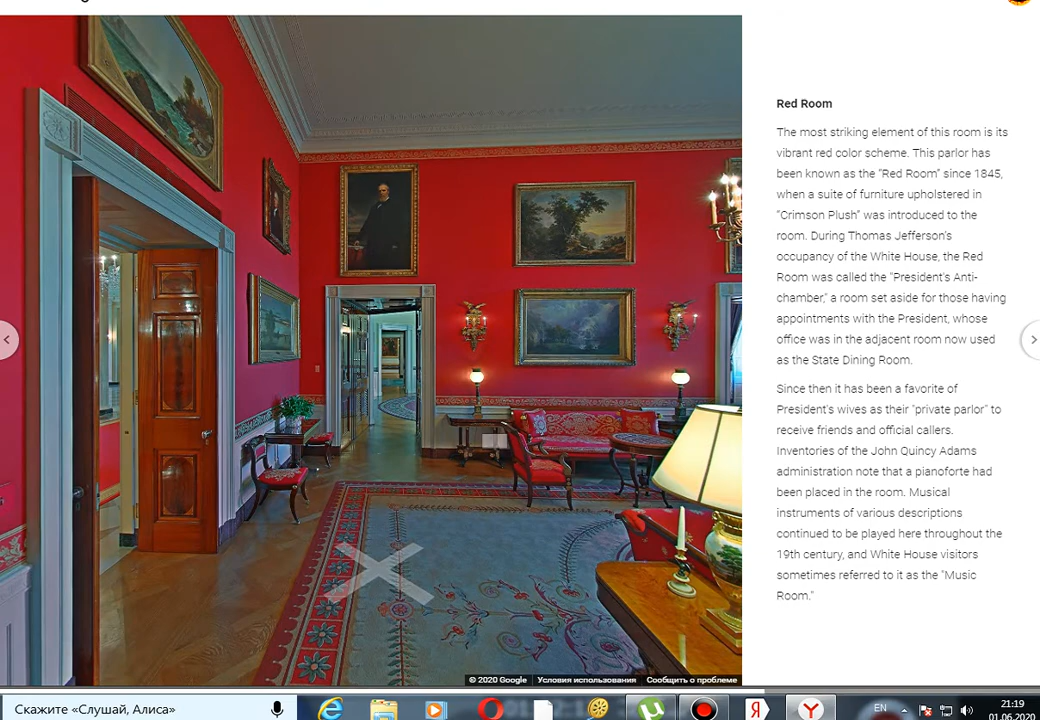 Red Room
The most striking element of this room is its
vibrant red color scheme. This parlor has
been known as the "Red Room" since 1845,
when a suite of furniture upholstered in
"Crimson Plush" was introduced to the
room. During Thomas Jefferson's
occupancy of the White House, the Red
Room was called the "President's Anti-
chamber," a room set aside for those having
appointments with the President, whose
office was in the adjacent room now used
as the State Dining Room.
Since then it has been a favorite of
President's wives as their "private parlor" to
receive friends and official callers.
Inventories of the John Quincy Adams
administration note that a pianoforte had
been placed in the room. Musical
instruments of various descriptions
continued to be played here throughout the
19th century, and White House visitors
sometimes referred to it as the "Music
Room."
© 2020 Google Условия использования Сообщить о проблеме
Скажите «Слушай, Алиса»
Я
Y
EN
21:19
01.06.2020